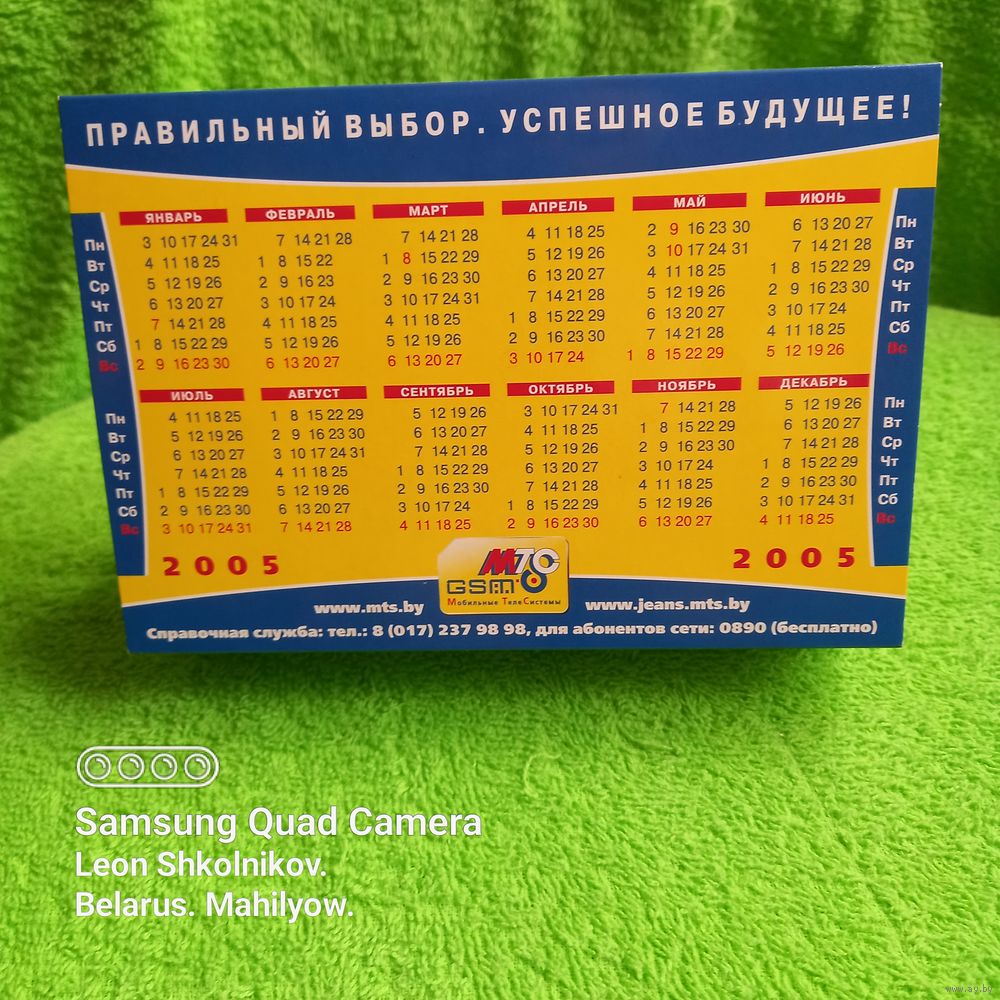 ПРАВИЛЬНЫЙ ВЫБОР. УСПЕШНОЕ БУДУЩЕЕ!
ЯНВАРЬ ФЕВРАЛЬ МАРТ АПРЕЛЬ МАЙ ИЮНЬ
Пн 3 10 17 24 31 7 14 21 28 7 14 21 28 4 11 18 25 2 9 16 23 30 6 13 20 27 Пн
Вт 4 11 18 25 1 8 15 22 1 8 15 22 29 5 12 19 26 3 10 17 24 31 7 14 21 28 Вт
Ср 5 12 19 26 2 9 16 23 2 9 16 23 30 6 13 20 27 4 11 18 25 1 8 15 22 29 Ср
Чт 6 13 20 27 3 10 17 24 3 10 17 24 31 7 14 21 28 5 12 19 26 2 9 16 23 30 Чт
Пт 7 14 21 28 4 11 18 25 4 11 18 25 1 8 15 22 29 6 13 20 27 3 10 17 24 Пт
Сб 1 8 15 22 29 5 12 19 26 5 12 19 26 2 9 16 23 30 7 14 21 28 4 11 18 25 Сб
Вс 2 9 16 23 30 6 13 20 27 6 13 20 27 3 10 17 24 1 8 15 22 29 5 12 19 26 Вс
ИЮЛЬ АВГУСТ СЕНТЯБРЬ ОКТЯБРЬ НОЯБРЬ ДЕКАБРЬ
Пн 4 11 18 25 1 8 15 22 29 5 12 19 26 3 10 17 24 31 7 14 21 28 5 12 19 26 Пн
Вт 5 12 19 26 2 9 16 23 30 6 13 20 27 4 11 18 25 1 8 15 22 29 6 13 20 27 Вт
Ср 6 13 20 27 3 10 17 24 31 7 14 21 28 5 12 19 26 2 9 16 23 30 7 14 21 28 Ср
Чт 7 14 21 28 4 11 18 25 1 8 15 22 29 6 13 20 27 3 10 17 24 1 8 15 22 29 Чт
Пт 1 8 15 22 29 5 12 19 26 2 9 16 23 30 7 14 21 28 4 11 18 25 2 9 16 23 30 Пт
Сб 2 9 16 23 30 6 13 20 27 3 10 17 24 1 8 15 22 29 5 12 19 26 3 10 17 24 31 Сб
Вс 3 10 17 24 31 7 14 21 28 4 11 18 25 2 9 16 23 30 6 13 20 27 4 11 18 25 Вс
2005 2005
МТС
GSM
Мобильные ТелеСистемы
www.mts.by www.jeans.mts.by
Справочная служба: тел.: 8 (017) 237 98 98, для абонентов сети: 0890 (бесплатно)
Samsung Quad Camera
Leon Shkolnikov.
Belarus. Mahilyow.
www.ay.by